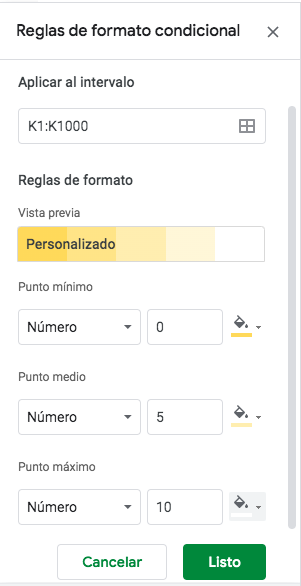 Reglas de formato condicional
Aplicar al intervalo
K1:K1000
Reglas de formato
Vista previa
Personalizado
Punto mínimo
Número 0
Punto medio
Número 5
Punto máximo
Número 10
Cancelar Listo